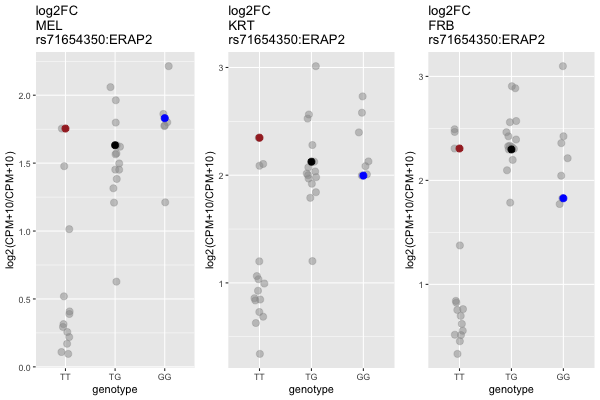 log2FC
MEL
rs71654350:ERAP2
log2(CPM+10/CPM+10)
2.0
1.5
1.0
0.5
0.0
TT TG GG
genotype
log2FC
KRT
rs71654350:ERAP2
log2(CPM+10/CPM+10)
3
2
1
TT TG GG
genotype
log2FC
FRB
rs71654350:ERAP2
log2(CPM+10/CPM+10)
3
2
1
TT TG GG
genotype